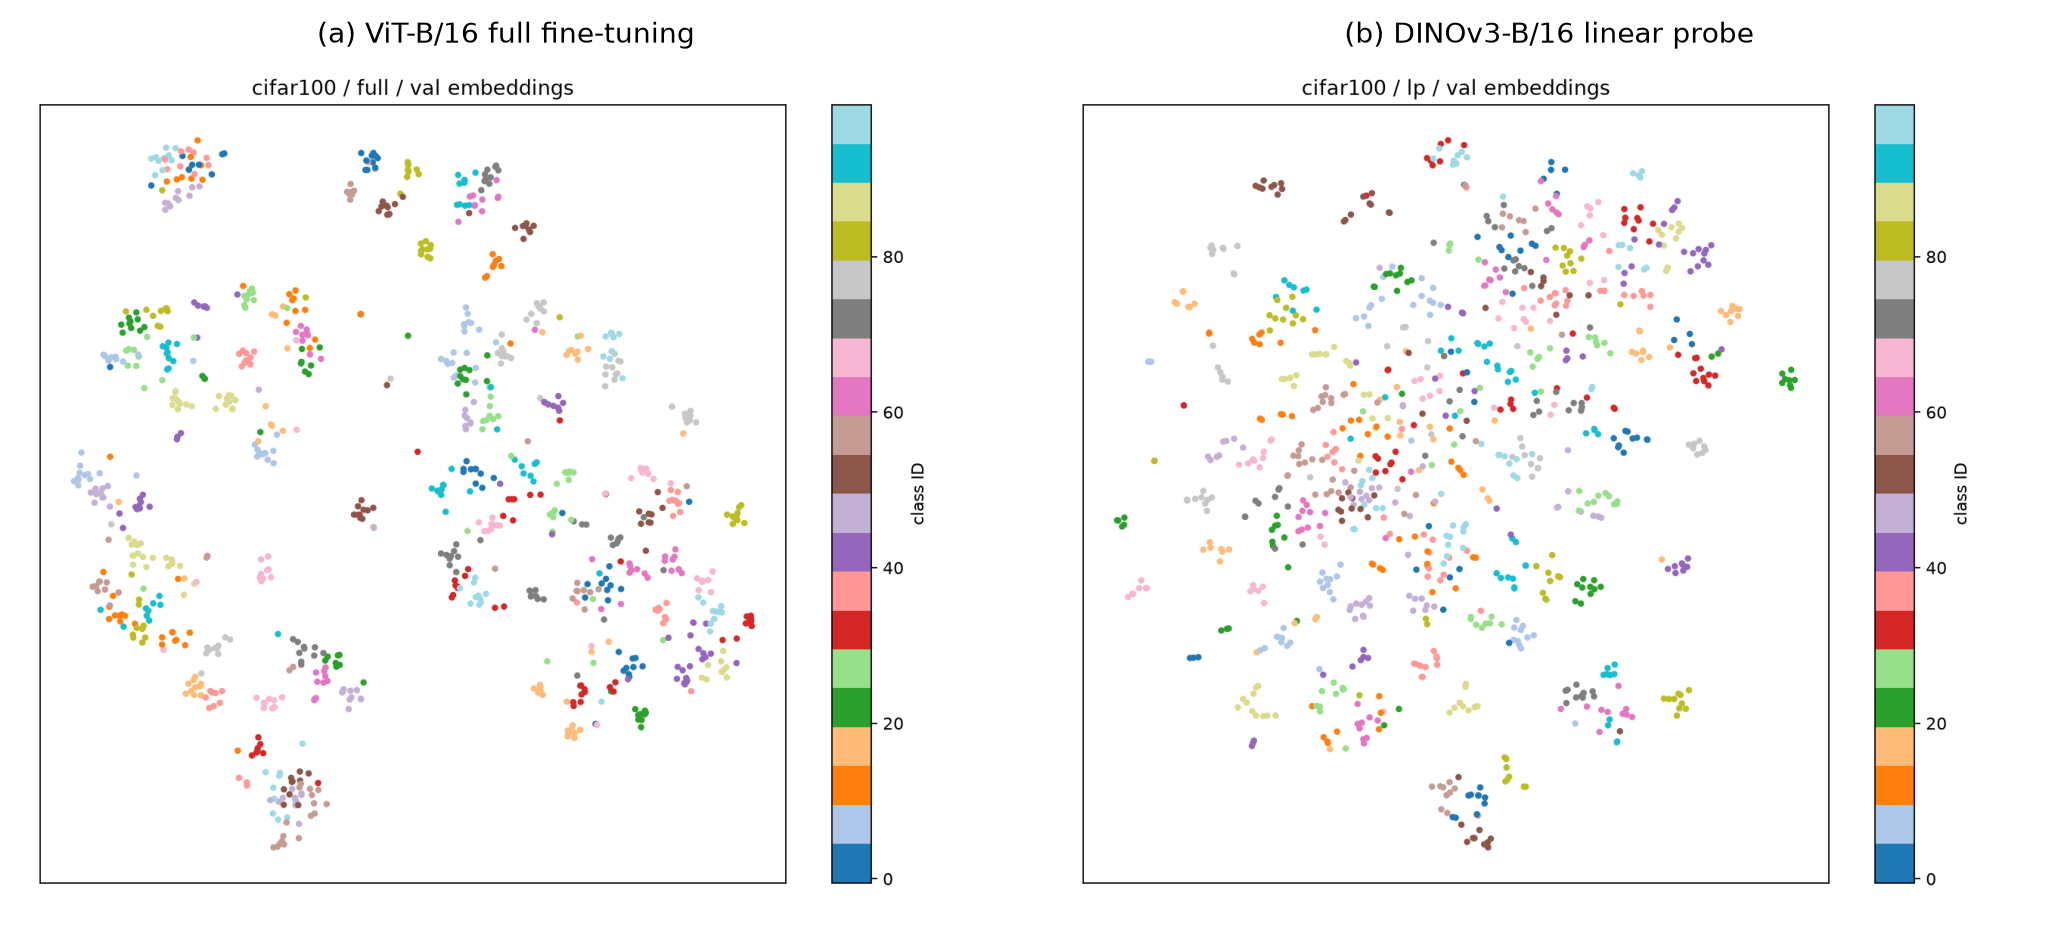 (a) ViT-B/16 full fine-tuning
cifar100 / full / val embeddings
80
60
40
20
0
class ID
(b) DINOv3-B/16 linear probe
cifar100 / lp / val embeddings
80
60
40
20
0
class ID